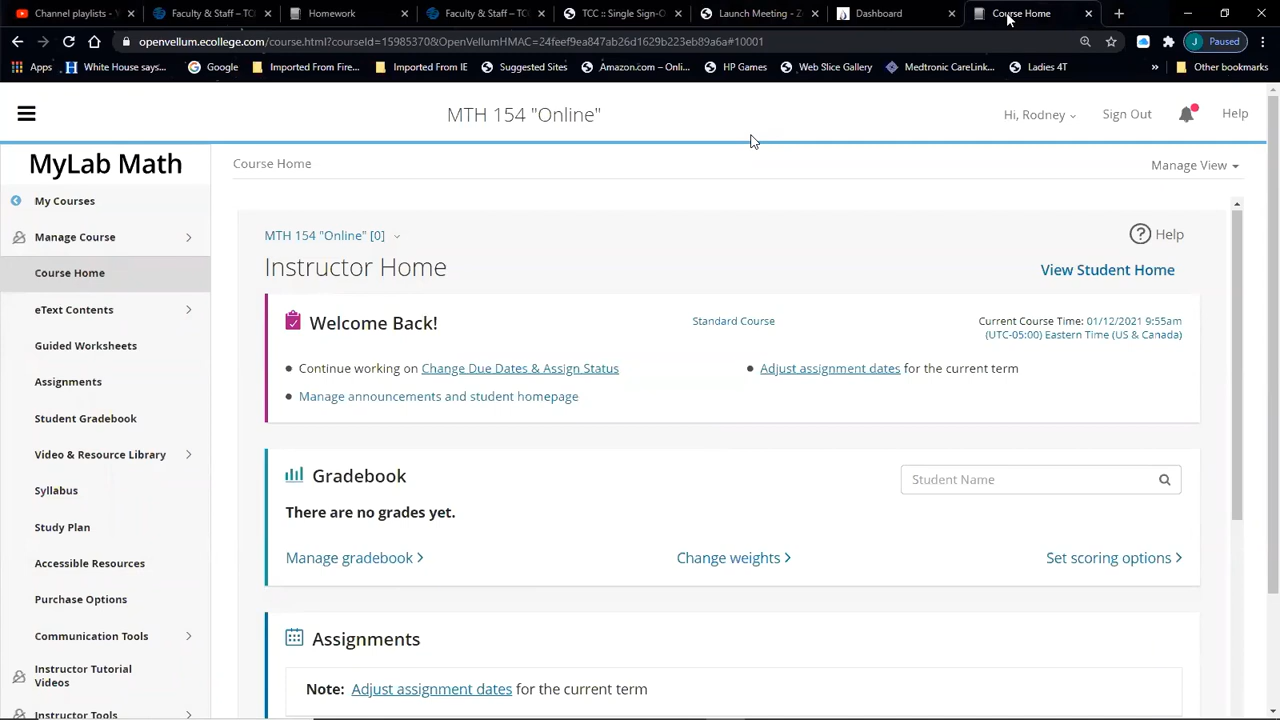 Channel playlists - Y
Faculty & Staff – TC
Homework
Faculty & Staff – TC
TCC :: Single Sign-O
Launch Meeting - Z
Dashboard
Course Home
openvellum.ecollege.com/course.html?courseId=15985370&OpenVellumHMAC=24feef9ea847ab26d1629b223eb89a6a#10001
J Paused
Apps
White House says...
Google
Imported From Fire...
Imported From IE
Suggested Sites
Amazon.com – Onli...
HP Games
Web Slice Gallery
Medtronic CareLink...
Ladies 4T
»
Other bookmarks
MTH 154 "Online"
Hi, Rodney
Sign Out
Help
MyLab Math
Course Home
Manage View
My Courses
Manage Course
Course Home
eText Contents
Guided Worksheets
Assignments
Student Gradebook
Video & Resource Library
Syllabus
Study Plan
Accessible Resources
Purchase Options
Communication Tools
Instructor Tutorial
Videos
Instructor Tools
MTH 154 "Online" [0]
? Help
Instructor Home
View Student Home
Welcome Back!
Standard Course
Current Course Time: 01/12/2021 9:55am
(UTC-05:00) Eastern Time (US & Canada)
• Continue working on Change Due Dates & Assign Status
• Adjust assignment dates for the current term
• Manage announcements and student homepage
Gradebook
Student Name
There are no grades yet.
Manage gradebook >
Change weights >
Set scoring options >
Assignments
Note: Adjust assignment dates for the current term